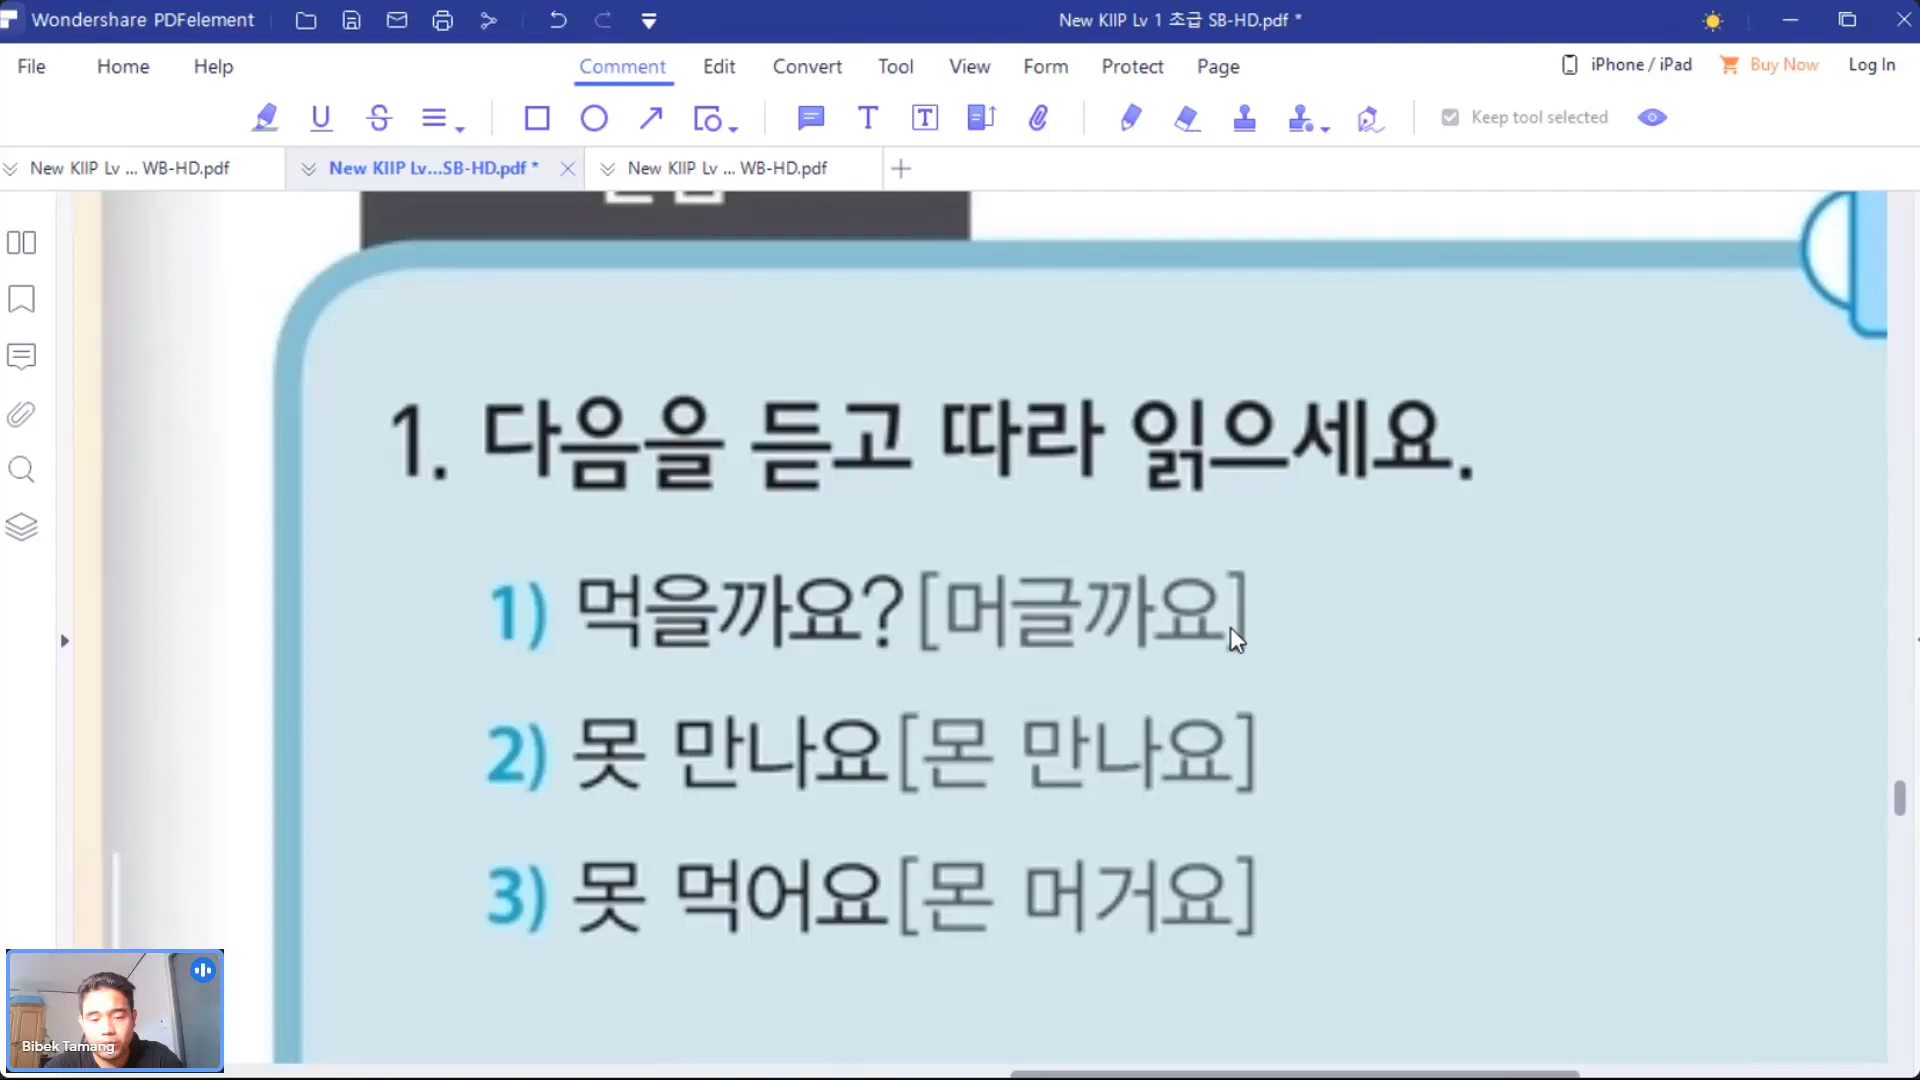 Wondershare PDFelement
New KIIP Lv 1 초급 SB-HD.pdf *
File Home Help Comment Edit Convert Tool View Form Protect Page iPhone / iPad Buy Now Log In
Keep tool selected
New KIIP Lv ... WB-HD.pdf New KIIP Lv...SB-HD.pdf * New KIIP Lv ... WB-HD.pdf
1. 다음을 듣고 따라 읽으세요.
1) 먹을까요? [머글까요]
2) 못 만나요[몬 만나요]
3) 못 먹어요[몬 머거요]
Bibek Tamang